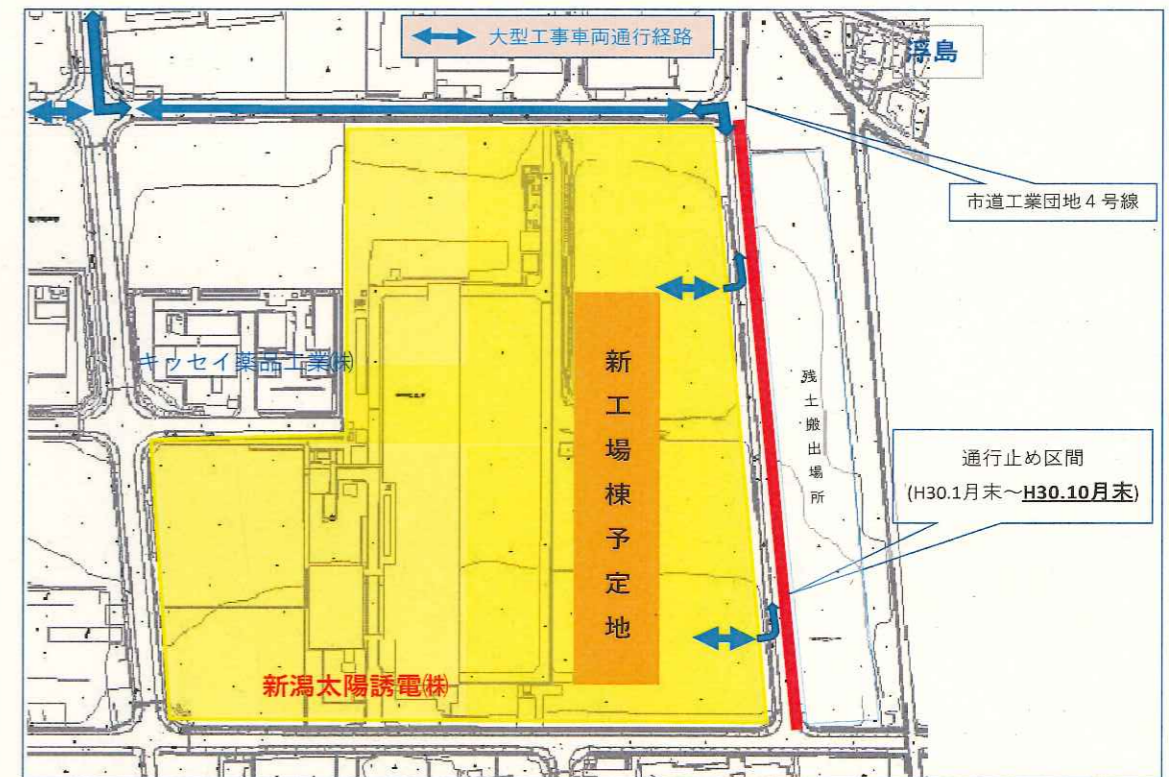 大型工事車両通行経路
浮島
市道工業団地４号線
キッセイ薬品工業㈱
新工場棟予定地
残土搬出場所
通行止め区間
(H30.1月末～H30.10月末)
新潟太陽誘電㈱